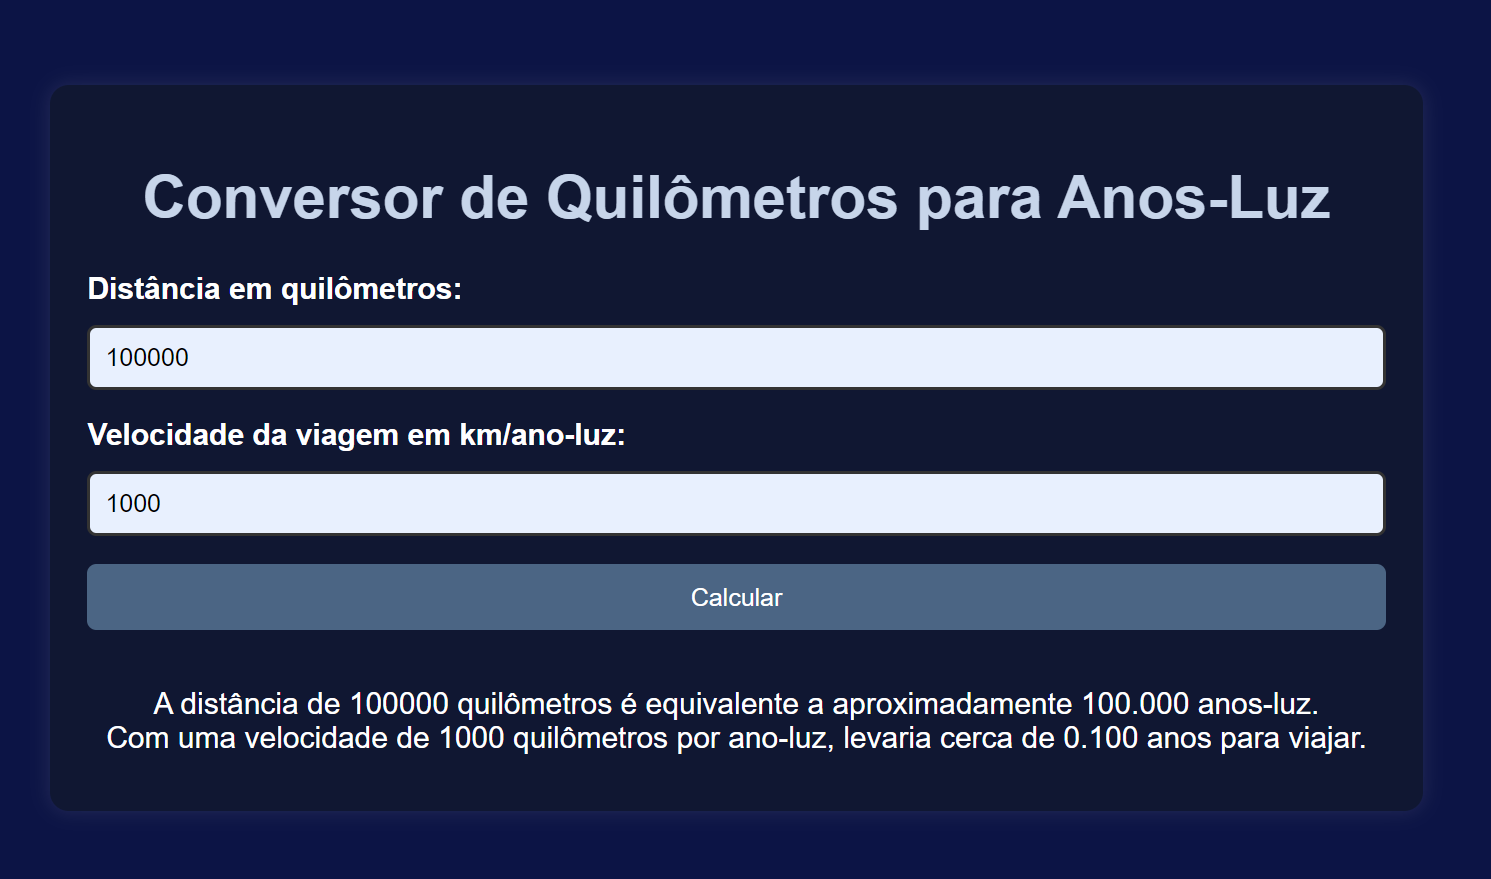 Conversor de Quilômetros para Anos-Luz
Distância em quilômetros:
100000
Velocidade da viagem em km/ano-luz:
1000
Calcular
A distância de 100000 quilômetros é equivalente a aproximadamente 100.000 anos-luz.
Com uma velocidade de 1000 quilômetros por ano-luz, levaria cerca de 0.100 anos para viajar.